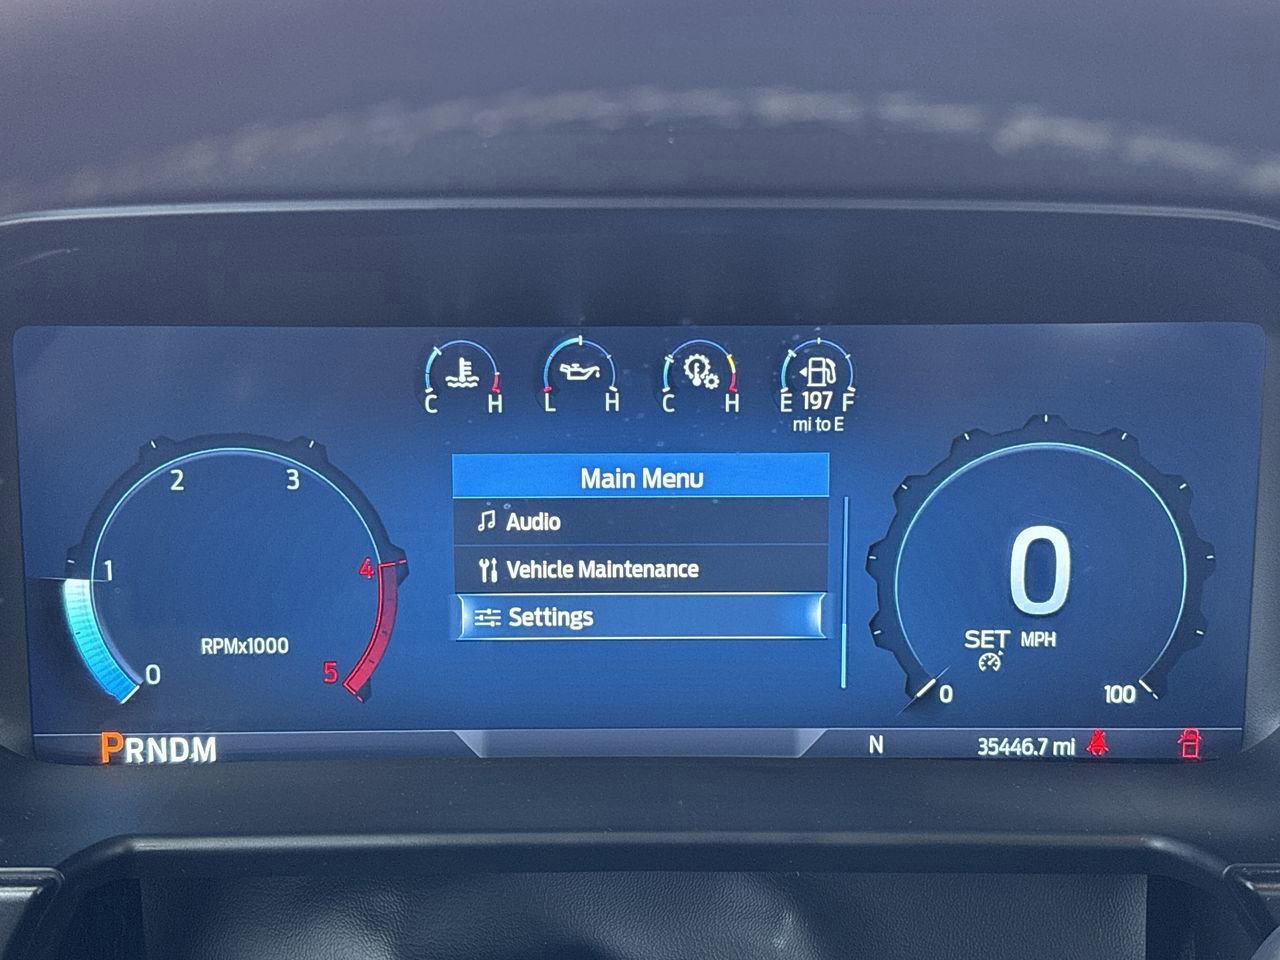 C H
L H
C H
E 197 F
mi to E
Main Menu
Audio
Vehicle Maintenance
Settings
0
1
2
3
4
5
RPMx1000
0
SET MPH
0
100
PRNDM
N
35446.7 mi